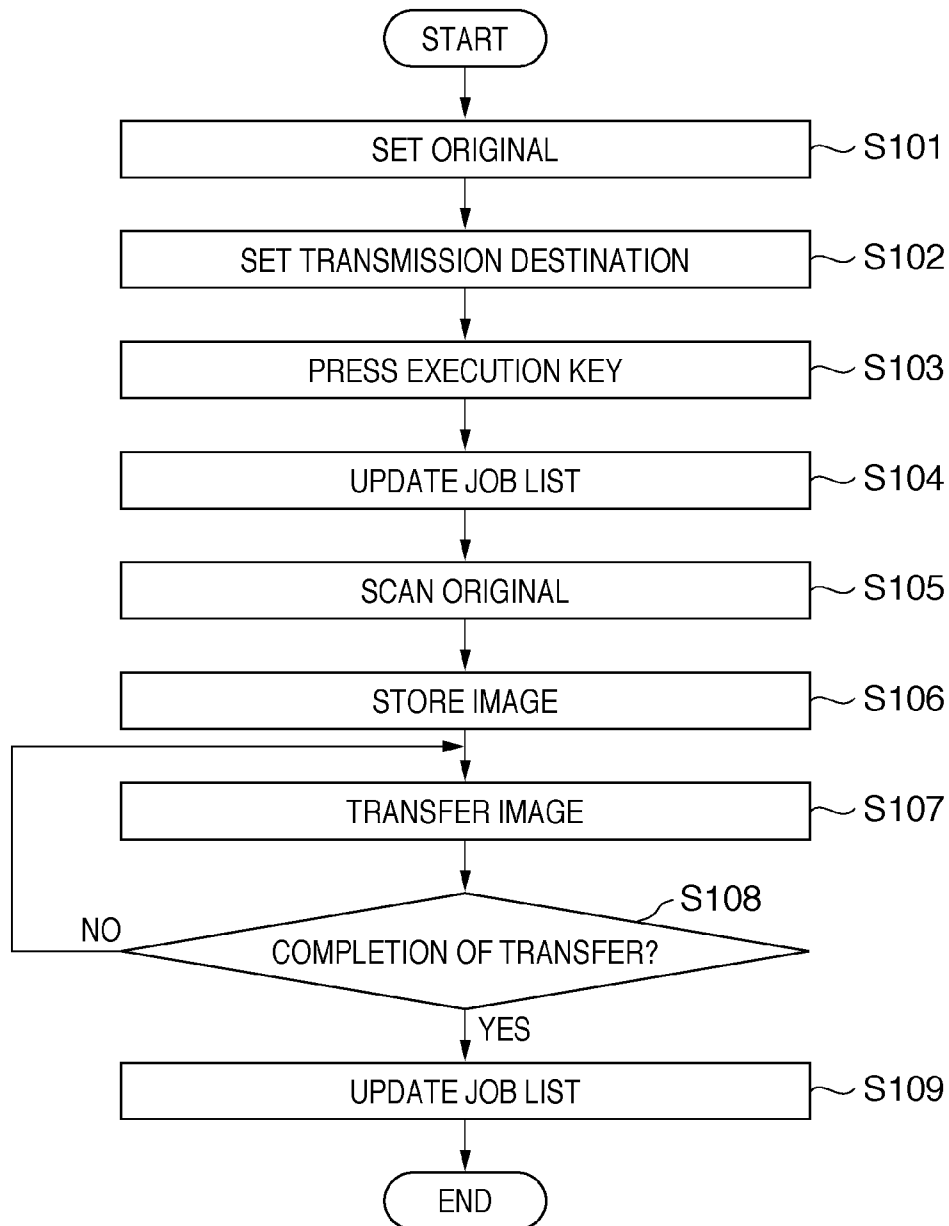 START
SET ORIGINAL S101
SET TRANSMISSION DESTINATION S102
PRESS EXECUTION KEY S103
UPDATE JOB LIST S104
SCAN ORIGINAL S105
STORE IMAGE S106
TRANSFER IMAGE S107
S108
NO
COMPLETION OF TRANSFER?
YES
UPDATE JOB LIST S109
END